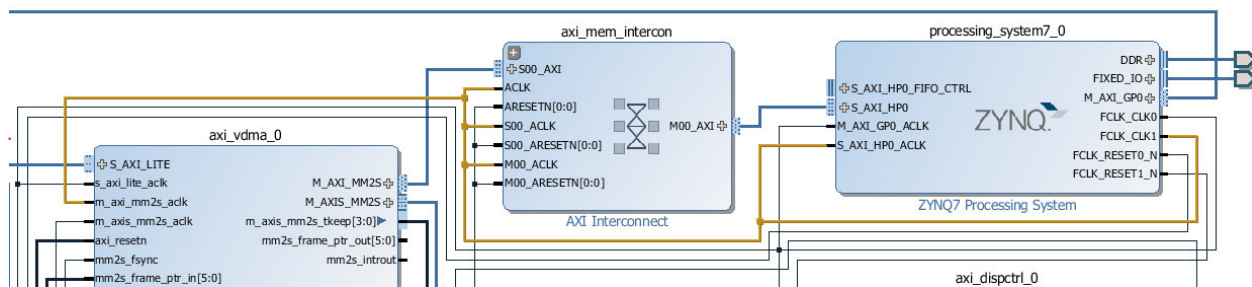 axi_mem_intercon
S00_AXI
ACLK
ARESETN[0:0]
S00_ACLK
S00_ARESETN[0:0]
M00_ACLK
M00_ARESETN[0:0]
M00_AXI
AXI Interconnect
processing_system7_0
S_AXI_HP0_FIFO_CTRL
S_AXI_HP0
M_AXI_GP0_ACLK
S_AXI_HP0_ACLK
ZYNQ
DDR
FIXED_IO
M_AXI_GP0
FCLK_CLK0
FCLK_CLK1
FCLK_RESET0_N
FCLK_RESET1_N
ZYNQ7 Processing System
axi_vdma_0
S_AXI_LITE
s_axi_lite_aclk
m_axi_mm2s_aclk
m_axis_mm2s_aclk
axi_resetn
mm2s_fsync
mm2s_frame_ptr_in[5:0]
M_AXI_MM2S
M_AXIS_MM2S
m_axis_mm2s_tkeep[3:0]
mm2s_frame_ptr_out[5:0]
mm2s_introut
axi_dispctrl_0